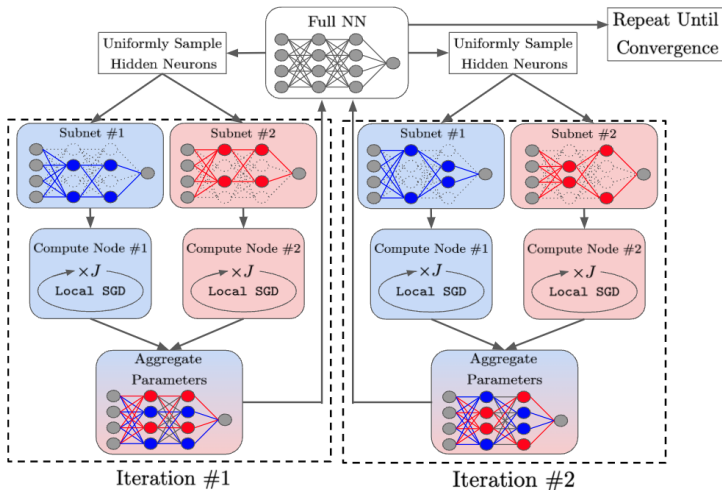 Full NN
Repeat Until
Convergence
Uniformly Sample
Hidden Neurons
Uniformly Sample
Hidden Neurons
Subnet #1
Subnet #2
Compute Node #1
×J
Local SGD
Compute Node #2
×J
Local SGD
Aggregate
Parameters
Iteration #1
Subnet #1
Subnet #2
Compute Node #1
×J
Local SGD
Compute Node #2
×J
Local SGD
Aggregate
Parameters
Iteration #2